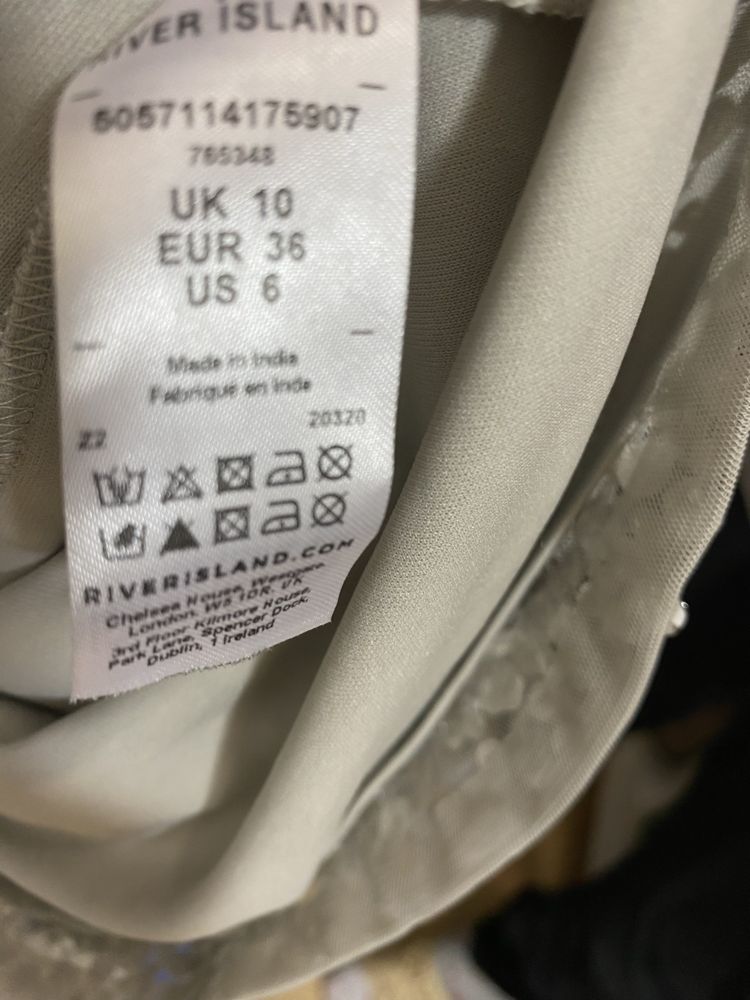 RIVER ISLAND
5057114175907
765348
UK 10
EUR 36
US 6
Made in India
Fabriqué en Inde
Z2
20320
RIVERISLAND.COM
Chelsea House, Westgate,
London, W5 1DR, UK
3rd Floor Kilmore House,
Park Lane, Spencer Dock,
Dublin, 1 Ireland